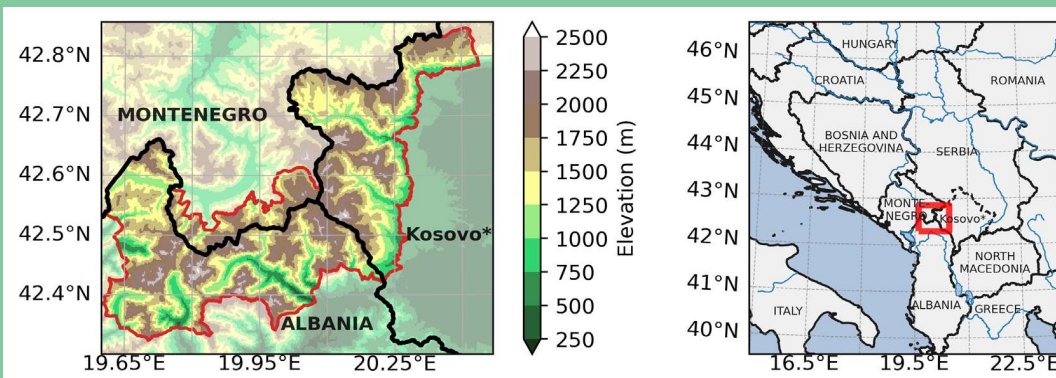 42.8°N
42.7°N
42.6°N
42.5°N
42.4°N
MONTENEGRO
Kosovo*
ALBANIA
19.65°E 19.95°E 20.25°E
2500
2250
2000
1750
1500
1250
1000
750
500
250
Elevation (m)
46°N
45°N
44°N
43°N
42°N
41°N
40°N
HUNGARY
CROATIA
ROMANIA
BOSNIA AND
HERZEGOVINA
SERBIA
MONTE-
NEGRO
Kosovo*
NORTH
MACEDONIA
ITALY
ALBANIA
GREECE
16.5°E 19.5°E 22.5°E